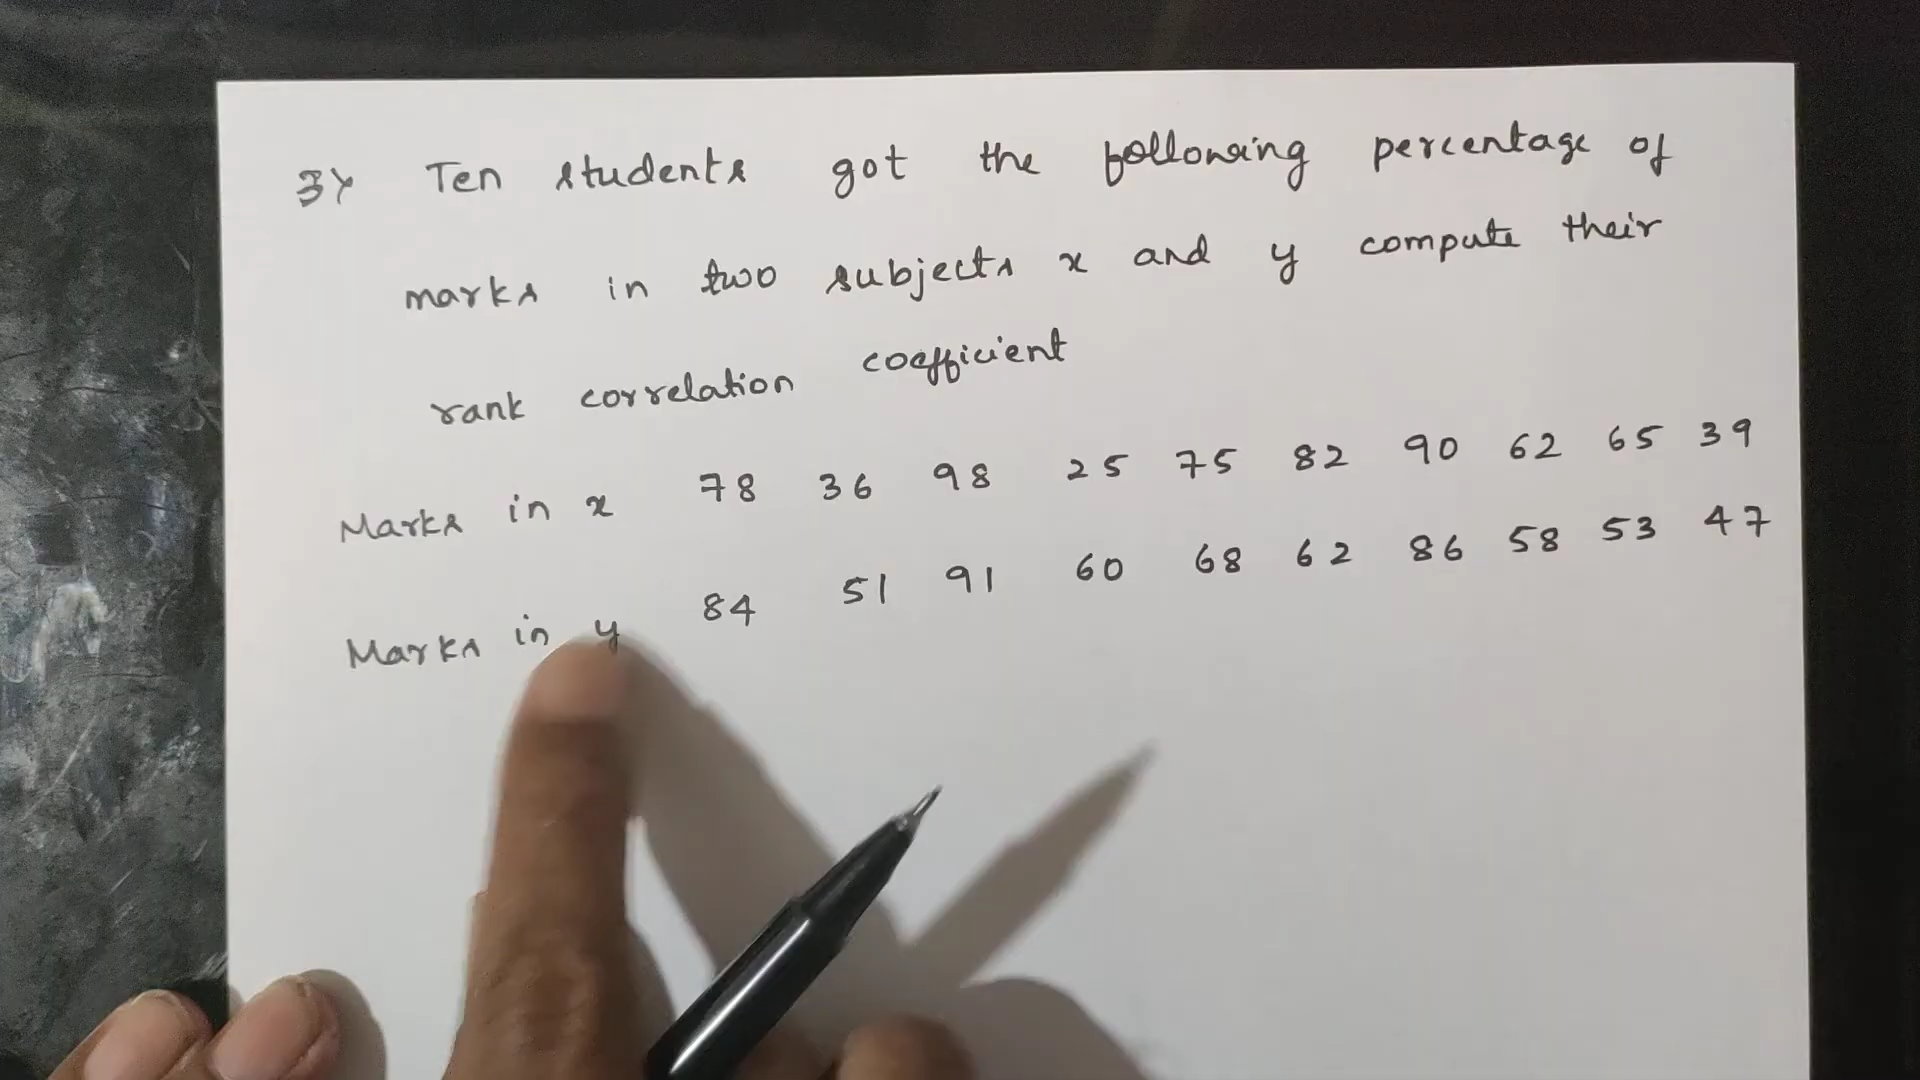 3) Ten students got the following percentage of
marks in two subjects x and y compute their
rank correlation coefficient
Marks in x 78 36 98 25 75 82 90 62 65 39
Marks in y 84 51 91 60 68 62 86 58 53 47